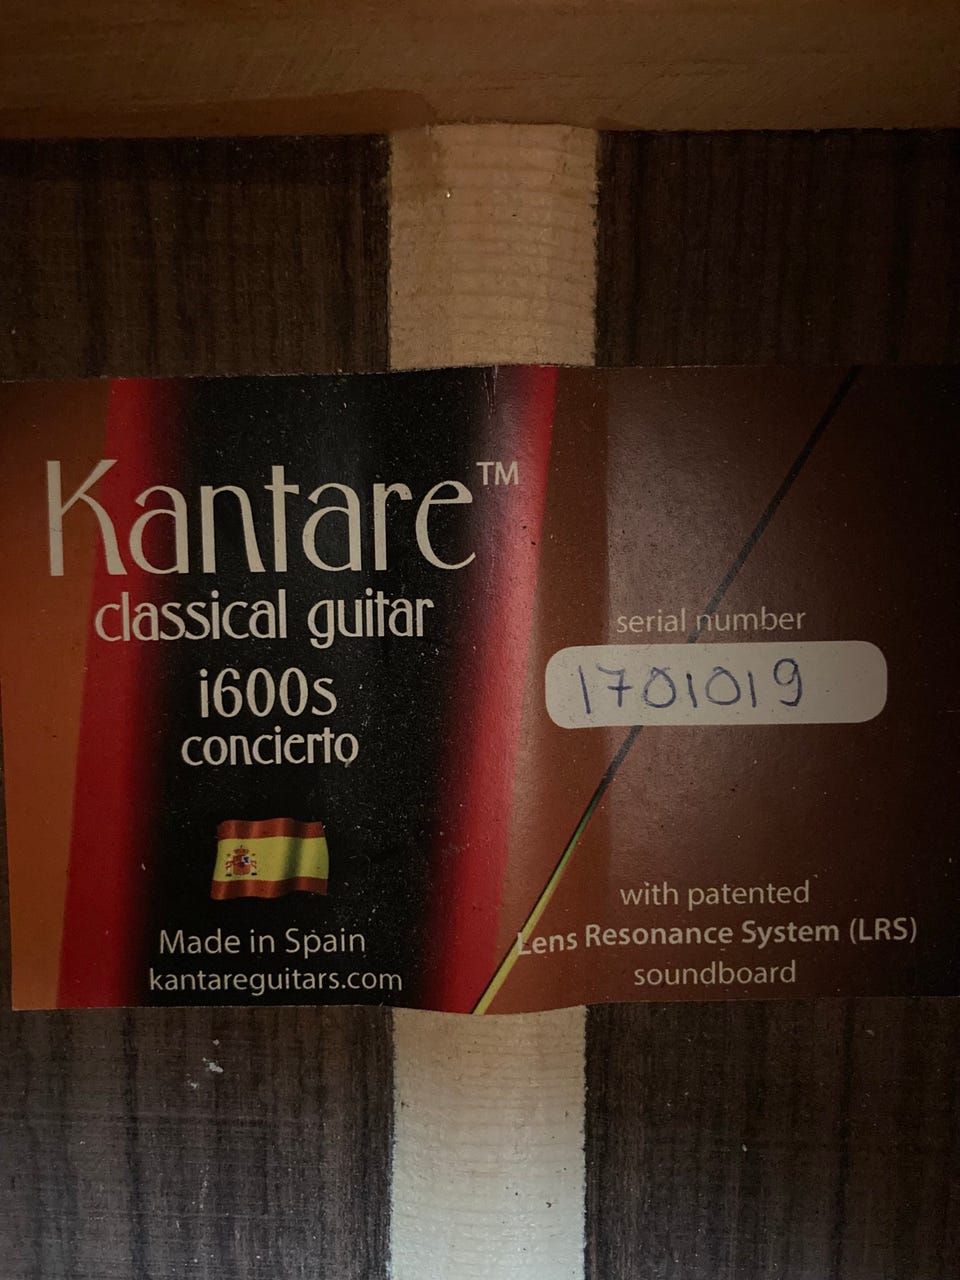 Kantare™
classical guitar
i600s
concierto
Made in Spain
kantareguitars.com
serial number
1701019
with patented
Lens Resonance System (LRS)
soundboard